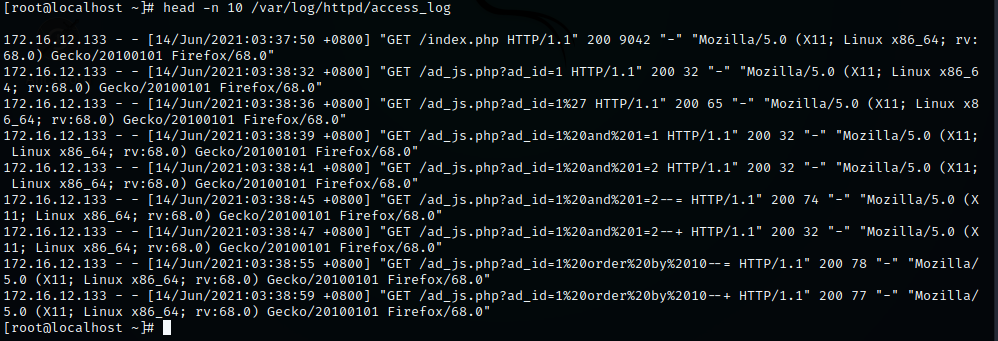 [root@localhost ~]# head -n 10 /var/log/httpd/access_log
172.16.12.133 - - [14/Jun/2021:03:37:50 +0800] "GET /index.php HTTP/1.1" 200 9042 "-" "Mozilla/5.0 (X11; Linux x86_64; rv:
68.0) Gecko/20100101 Firefox/68.0"
172.16.12.133 - - [14/Jun/2021:03:38:32 +0800] "GET /ad_js.php?ad_id=1 HTTP/1.1" 200 32 "-" "Mozilla/5.0 (X11; Linux x86_6
4; rv:68.0) Gecko/20100101 Firefox/68.0"
172.16.12.133 - - [14/Jun/2021:03:38:36 +0800] "GET /ad_js.php?ad_id=1%27 HTTP/1.1" 200 65 "-" "Mozilla/5.0 (X11; Linux x8
6_64; rv:68.0) Gecko/20100101 Firefox/68.0"
172.16.12.133 - - [14/Jun/2021:03:38:39 +0800] "GET /ad_js.php?ad_id=1%20and%201=1 HTTP/1.1" 200 32 "-" "Mozilla/5.0 (X11;
 Linux x86_64; rv:68.0) Gecko/20100101 Firefox/68.0"
172.16.12.133 - - [14/Jun/2021:03:38:41 +0800] "GET /ad_js.php?ad_id=1%20and%201=2 HTTP/1.1" 200 32 "-" "Mozilla/5.0 (X11;
 Linux x86_64; rv:68.0) Gecko/20100101 Firefox/68.0"
172.16.12.133 - - [14/Jun/2021:03:38:45 +0800] "GET /ad_js.php?ad_id=1%20and%201=2--= HTTP/1.1" 200 74 "-" "Mozilla/5.0 (X
11; Linux x86_64; rv:68.0) Gecko/20100101 Firefox/68.0"
172.16.12.133 - - [14/Jun/2021:03:38:47 +0800] "GET /ad_js.php?ad_id=1%20and%201=2--+ HTTP/1.1" 200 32 "-" "Mozilla/5.0 (X
11; Linux x86_64; rv:68.0) Gecko/20100101 Firefox/68.0"
172.16.12.133 - - [14/Jun/2021:03:38:55 +0800] "GET /ad_js.php?ad_id=1%20order%20by%2010--= HTTP/1.1" 200 78 "-" "Mozilla/
5.0 (X11; Linux x86_64; rv:68.0) Gecko/20100101 Firefox/68.0"
172.16.12.133 - - [14/Jun/2021:03:38:59 +0800] "GET /ad_js.php?ad_id=1%20order%20by%2010--+ HTTP/1.1" 200 77 "-" "Mozilla/
5.0 (X11; Linux x86_64; rv:68.0) Gecko/20100101 Firefox/68.0"
[root@localhost ~]#